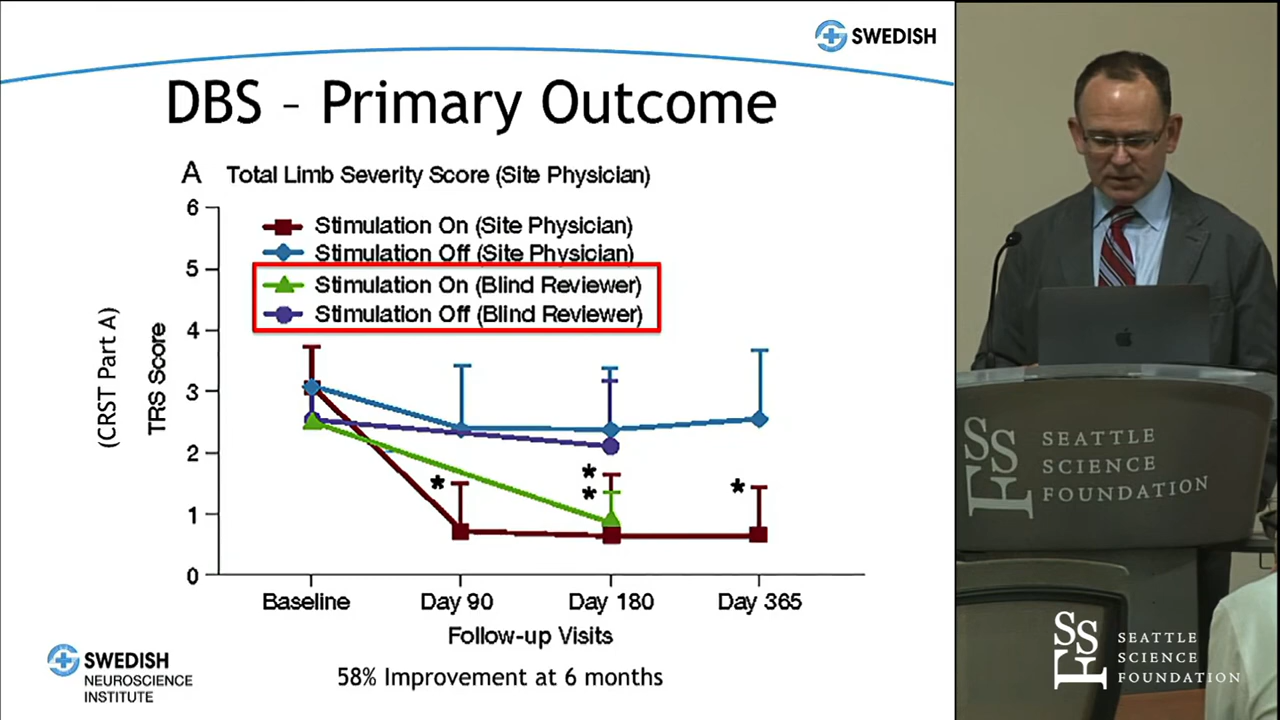 SWEDISH
DBS – Primary Outcome
A Total Limb Severity Score (Site Physician)
6
5
4
3
2
1
0
(CRST Part A)
TRS Score
Stimulation On (Site Physician)
Stimulation Off (Site Physician)
Stimulation On (Blind Reviewer)
Stimulation Off (Blind Reviewer)
*
*
*
*
Baseline Day 90 Day 180 Day 365
Follow-up Visits
58% Improvement at 6 months
SWEDISH
NEUROSCIENCE
INSTITUTE
SSF
SEATTLE
SCIENCE
FOUNDATION
SSF
SEATTLE
SCIENCE
FOUNDATION